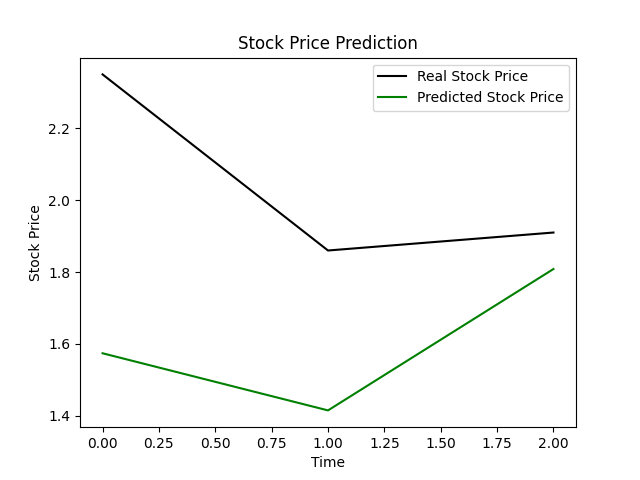 Stock Price Prediction
Real Stock Price
Predicted Stock Price
Stock Price
2.2
2.0
1.8
1.6
1.4
0.00 0.25 0.50 0.75 1.00 1.25 1.50 1.75 2.00
Time